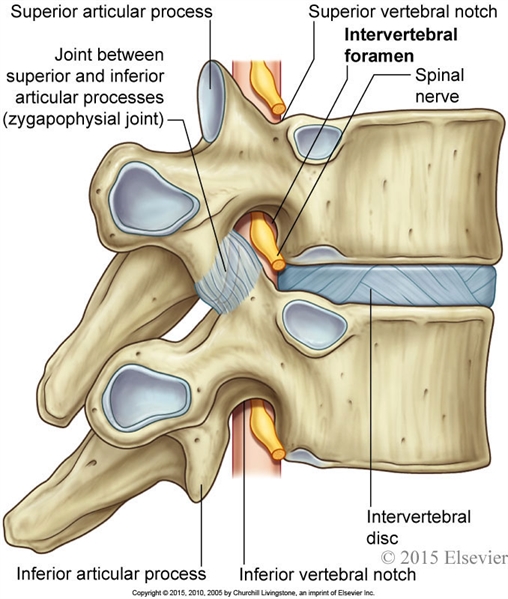 Superior articular process
Superior vertebral notch
Joint between
superior and inferior
articular processes
(zygapophysial joint)
Intervertebral
foramen
Spinal
nerve
Intervertebral
disc
© 2015 Elsevier
Inferior articular process
Inferior vertebral notch
Copyright © 2015, 2010, 2005 by Churchill Livingstone, an imprint of Elsevier Inc.